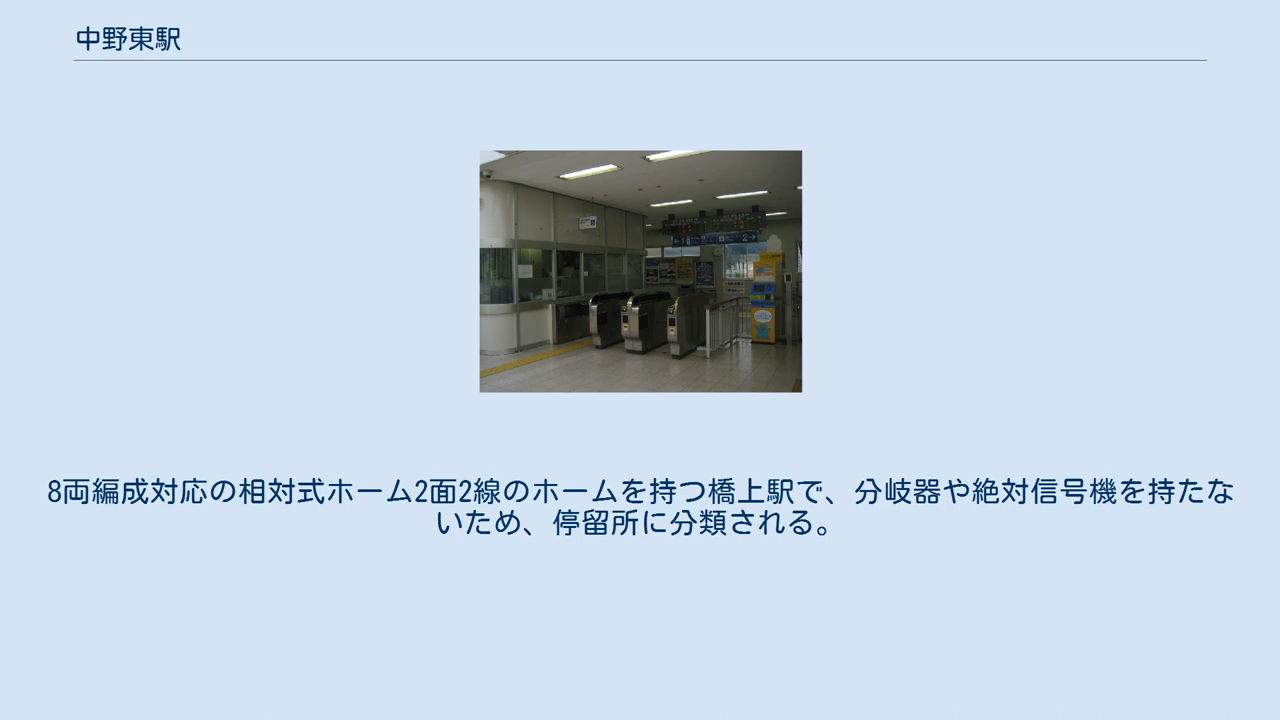 中野東駅
8両編成対応の相対式ホーム2面2線のホームを持つ橋上駅で、分岐器や絶対信号機を持たな
いため、停留所に分類される。